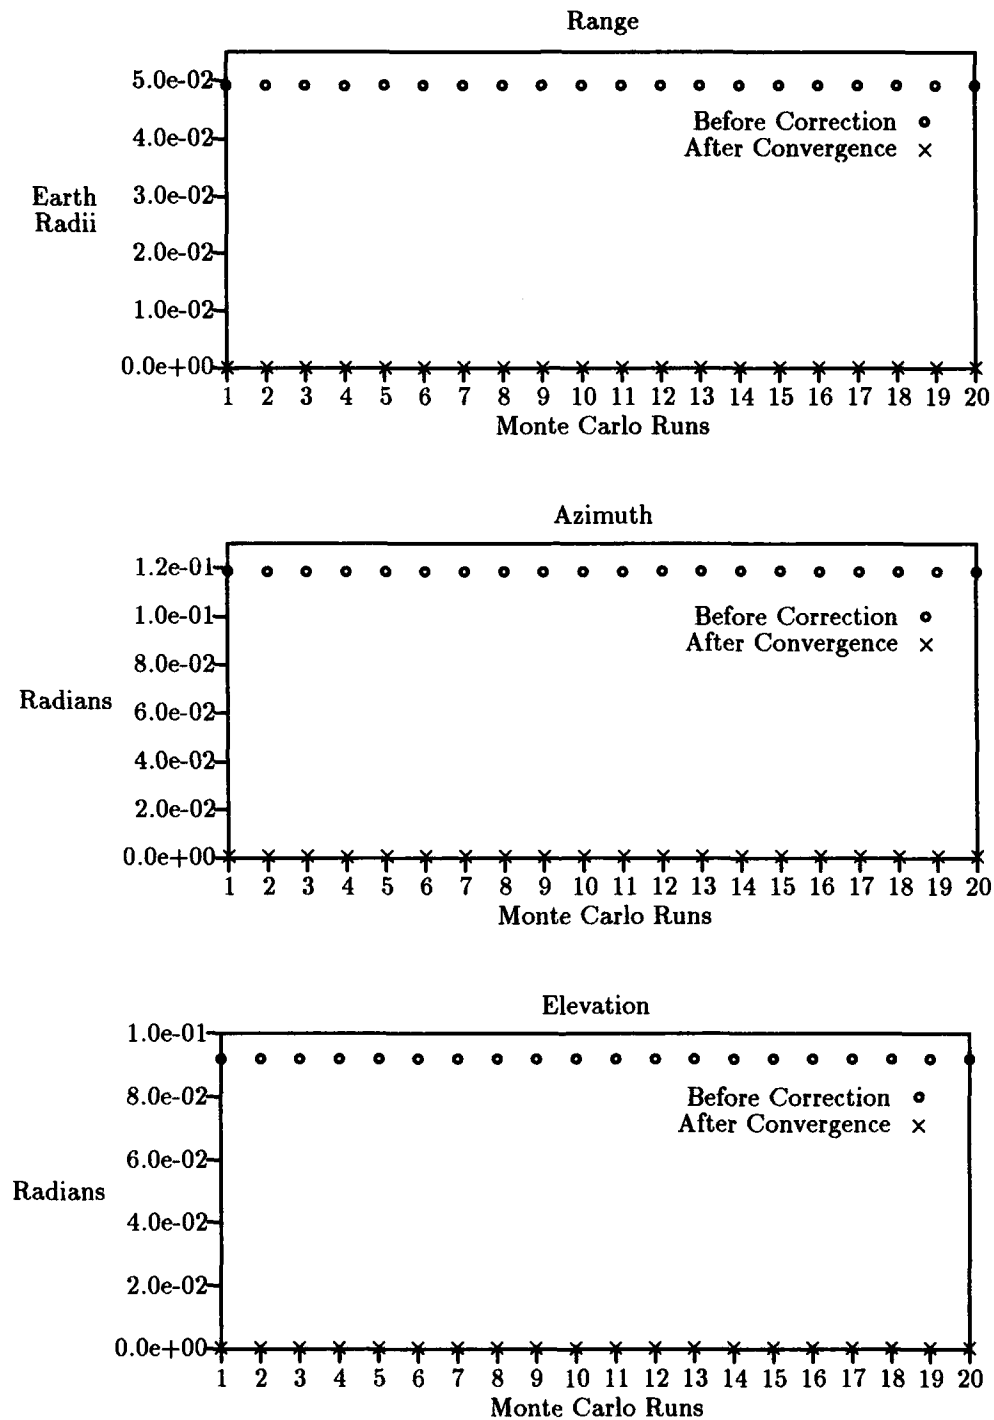 Range
5.0e-02
Before Correction
4.0e-02
After Convergence
Earth
Radii
3.0e-02
2.0e-02
1.0e-02
0.0e+00
1 2 3 4 5 6 7 8 9 10 11 12 13 14 15 16 17 18 19 20
Monte Carlo Runs
Azimuth
1.2e-01
1.0e-01
Before Correction
After Convergence
8.0e-02
Radians
6.0e-02
4.0e-02
2.0e-02
0.0e+00
1 2 3 4 5 6 7 8 9 10 11 12 13 14 15 16 17 18 19 20
Monte Carlo Runs
Elevation
1.0e-01
8.0e-02
Before Correction
After Convergence
6.0e-02
Radians
4.0e-02
2.0e-02
0.0e+00
1 2 3 4 5 6 7 8 9 10 11 12 13 14 15 16 17 18 19 20
Monte Carlo Runs